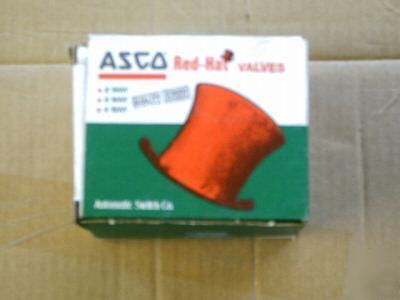 ASCO Red-Hat VALVES
2 WAY
3 WAY
4 WAY
Automatic Switch Co.